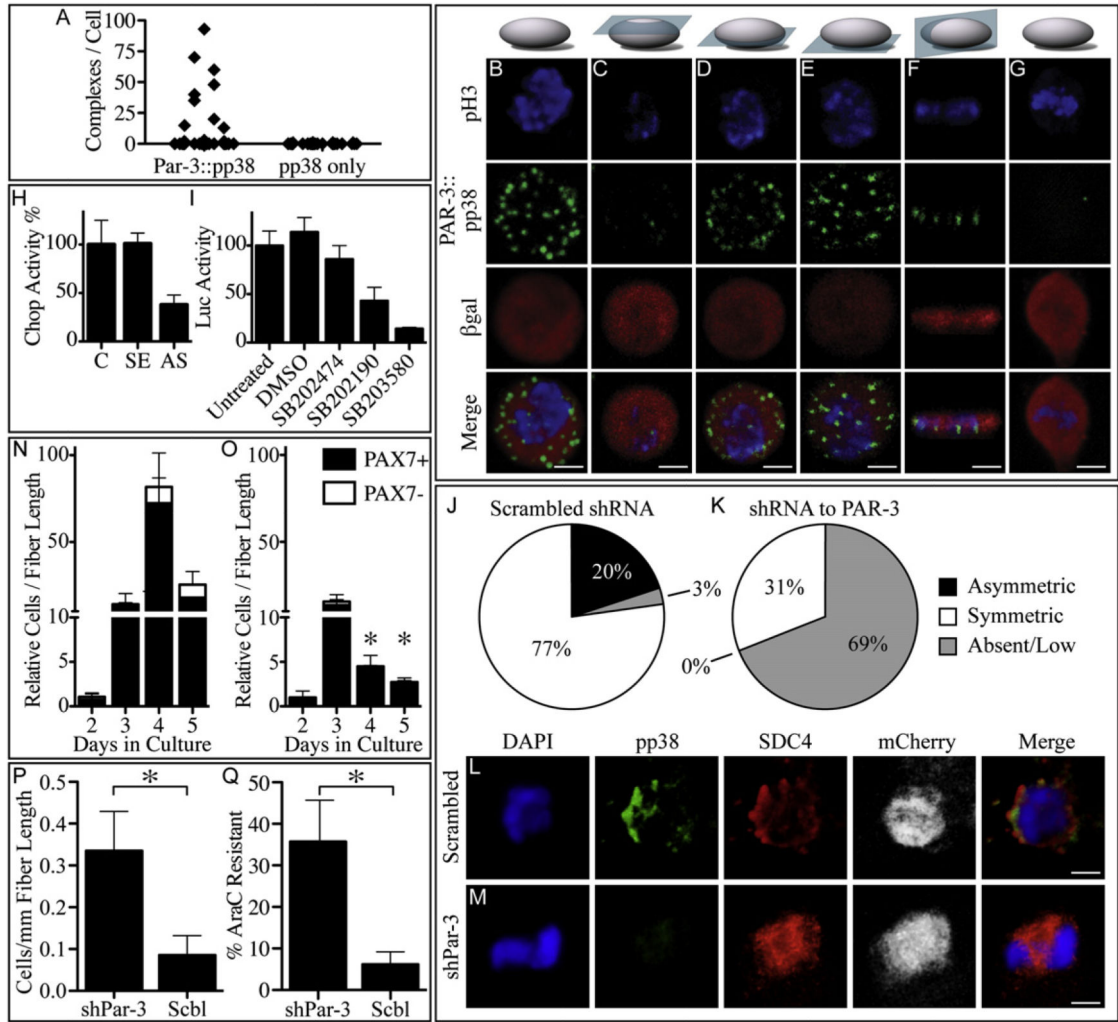 A
Complexes / Cell
100
75
50
25
0
Par-3::pp38
pp38 only
B
C
D
E
F
G
pH3
PAR-3::
pp38
βgal
Merge
H
Chop Activity %
100
50
0
C
SE
AS
I
Luc Activity
100
50
0
Untreated
DMSO
SB202474
SB202190
SB203580
J
Scrambled shRNA
20%
3%
77%
K
shRNA to PAR-3
31%
0%
69%
Asymmetric
Symmetric
Absent/Low
DAPI
pp38
SDC4
mCherry
Merge
L
Scrambled
M
shPar-3
N
Relative Cells / Fiber Length
100
50
10
10
5
0
2 3 4 5
Days in Culture
O
PAX7+
PAX7-
Relative Cells / Fiber Length
100
50
10
10
5
0
* *
2 3 4 5
Days in Culture
P
Cells/mm Fiber Length
0.5
0.4
0.3
0.2
0.1
0.0
*
shPar-3 Scbl
Q
% AraC Resistant
50
40
30
20
10
0
*
shPar-3 Scbl